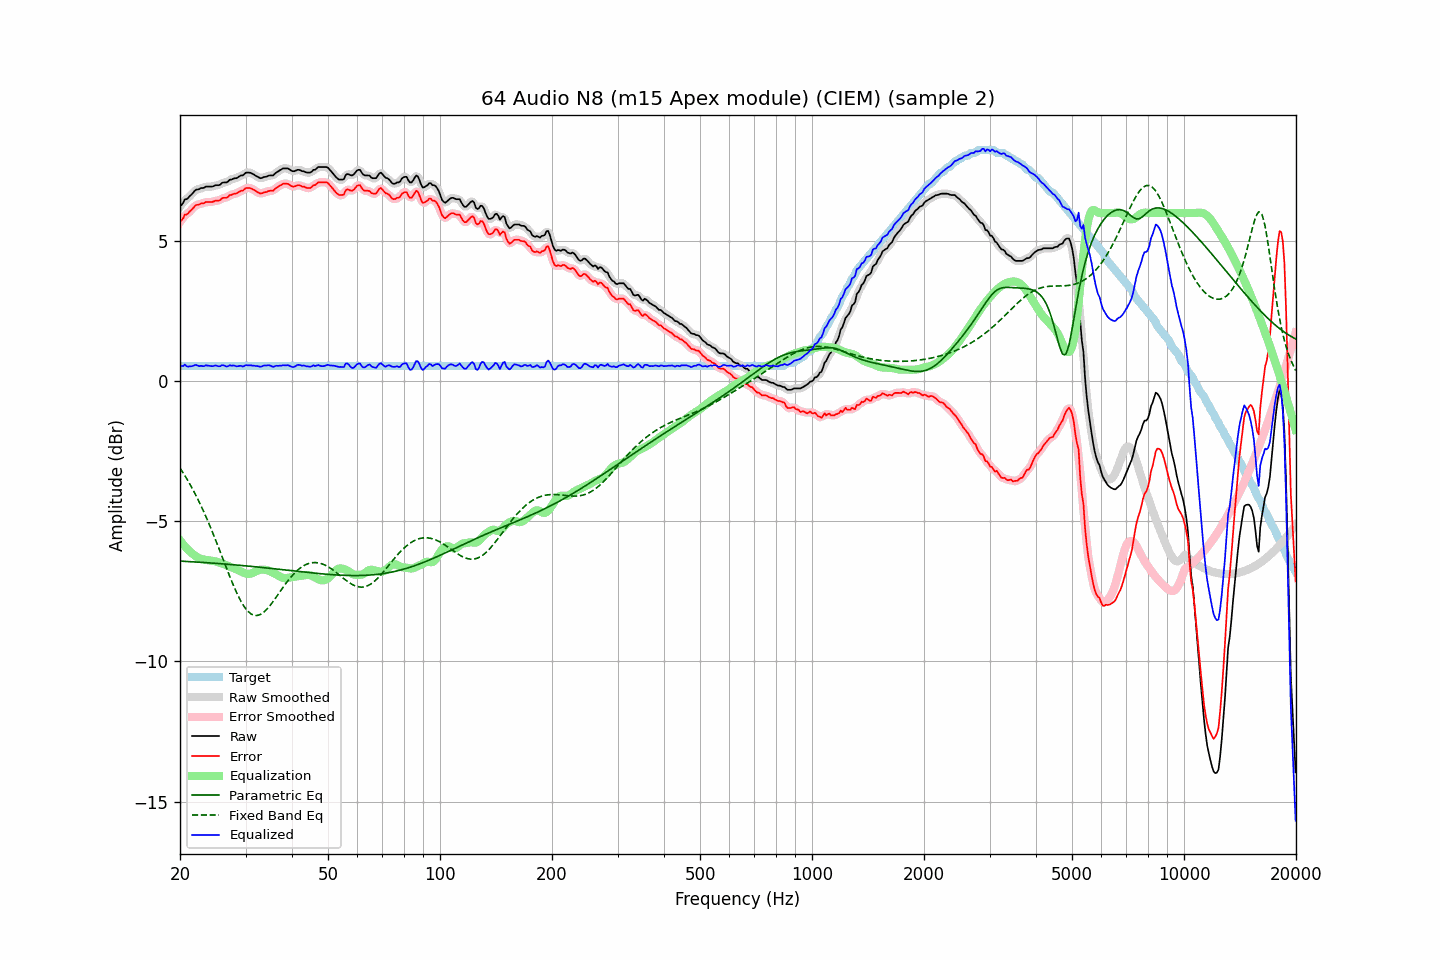 64 Audio N8 (m15 Apex module) (CIEM) (sample 2)
Amplitude (dBr)
5
0
−5
−10
−15
Target
Raw Smoothed
Error Smoothed
Raw
Error
Equalization
Parametric Eq
Fixed Band Eq
Equalized
20 50 100 200 500 1000 2000 5000 10000 20000
Frequency (Hz)